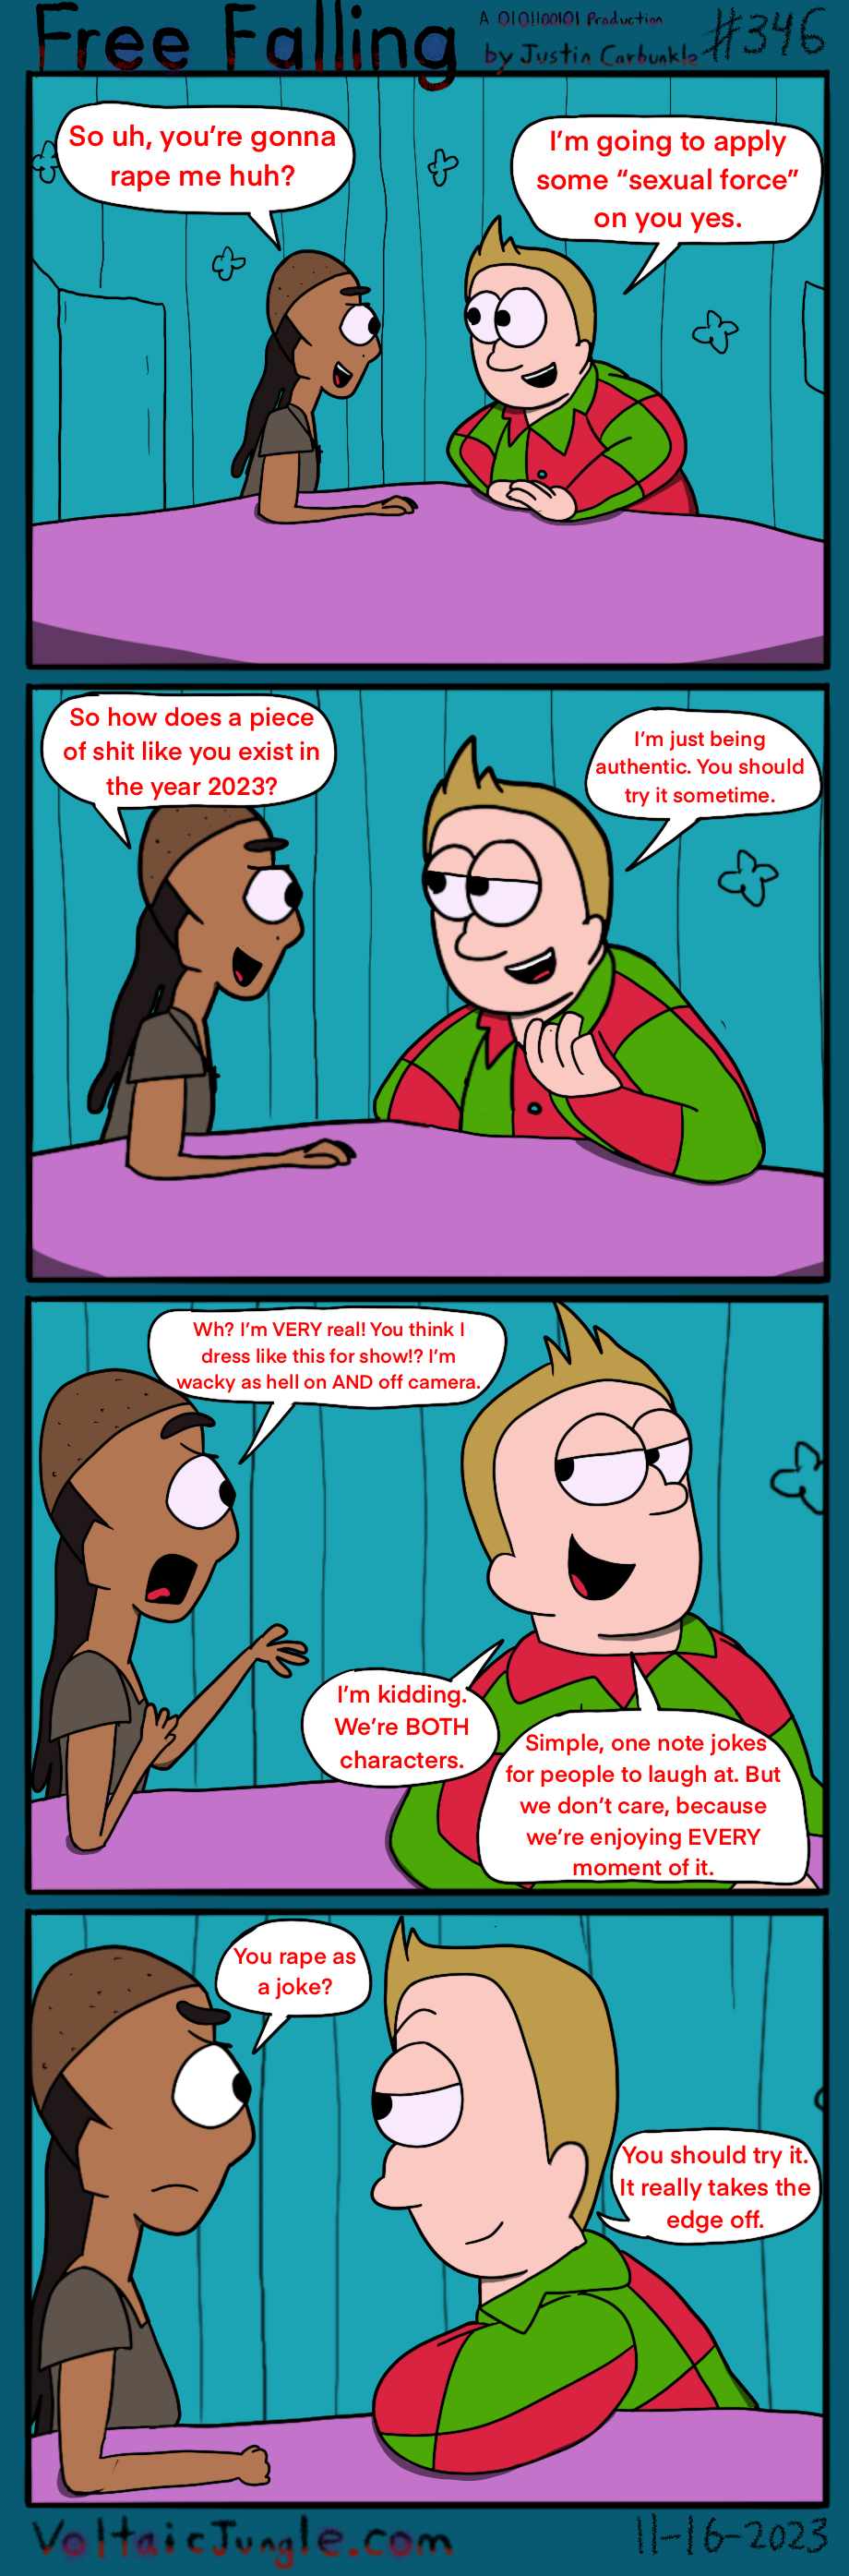 Free Falling
A 0101100101 Production
by Justin Carbunkle
#346
So uh, you're gonna
rape me huh?
I'm going to apply
some “sexual force”
on you yes.
So how does a piece
of shit like you exist in
the year 2023?
I'm just being
authentic. You should
try it sometime.
Wh? I'm VERY real! You think I
dress like this for show!? I'm
wacky as hell on AND off camera.
I'm kidding.
We're BOTH
characters.
Simple, one note jokes
for people to laugh at. But
we don't care, because
we're enjoying EVERY
moment of it.
You rape as
a joke?
You should try it.
It really takes the
edge off.
VoltaicJungle.com
11-16-2023